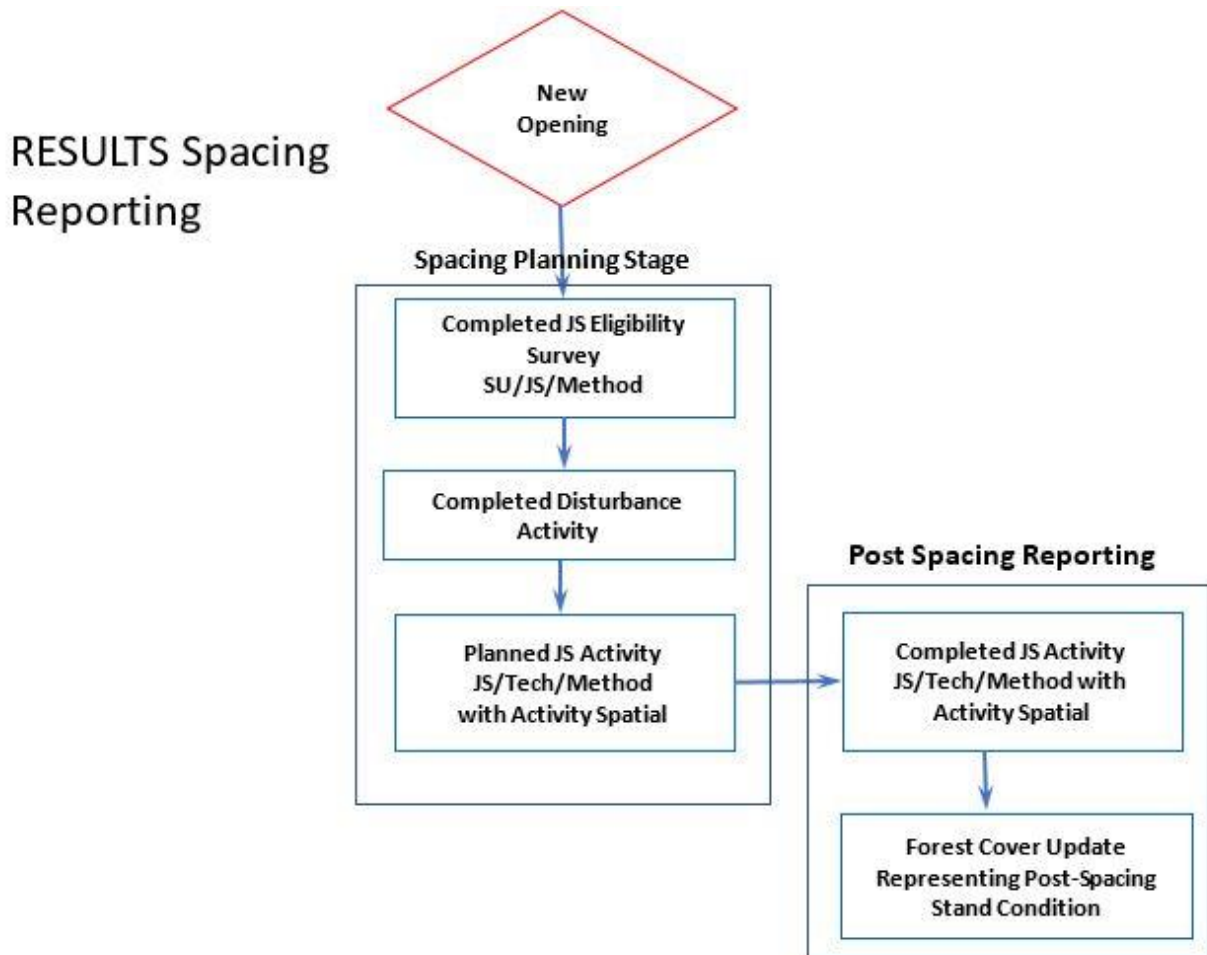 RESULTS Spacing
Reporting
New
Opening
Spacing Planning Stage
Completed JS Eligibility
Survey
SU/JS/Method
Completed Disturbance
Activity
Planned JS Activity
JS/Tech/Method
with Activity Spatial
Post Spacing Reporting
Completed JS Activity
JS/Tech/Method with
Activity Spatial
Forest Cover Update
Representing Post-Spacing
Stand Condition